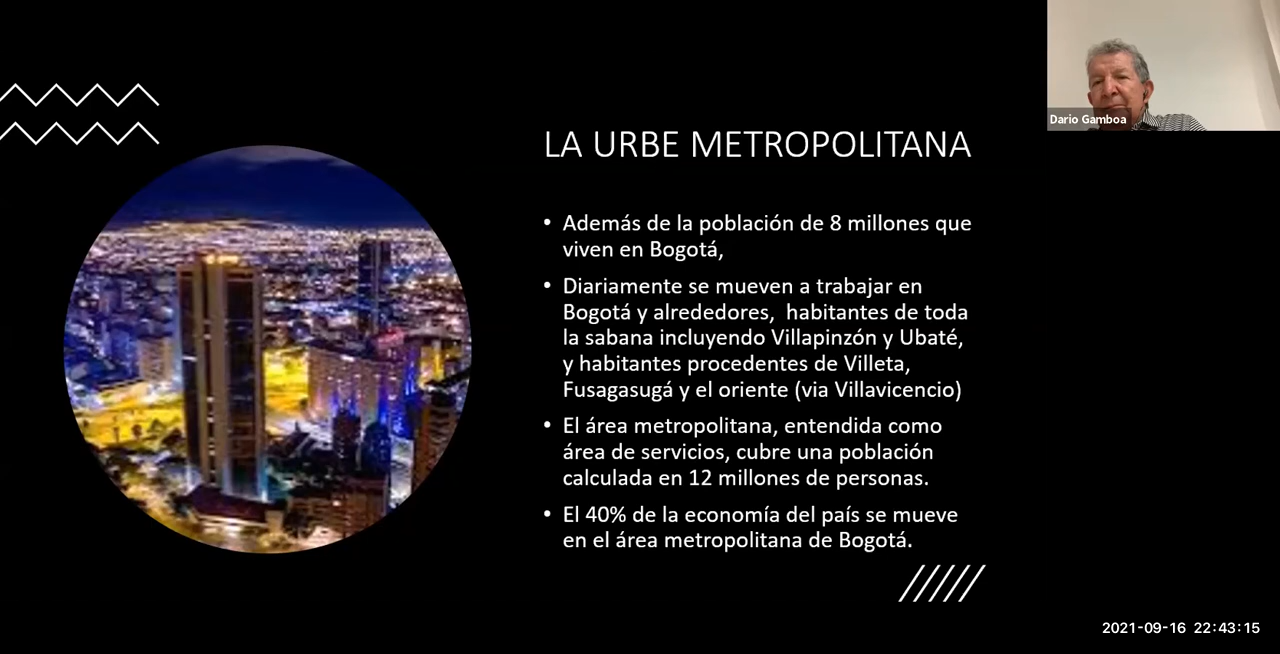 Dario Gamboa
LA URBE METROPOLITANA
• Además de la población de 8 millones que
viven en Bogotá,
• Diariamente se mueven a trabajar en
Bogotá y alrededores,  habitantes de toda
la sabana incluyendo Villapinzón y Ubaté,
y habitantes procedentes de Villeta,
Fusagasugá y el oriente (via Villavicencio)
• El área metropolitana, entendida como
área de servicios, cubre una población
calculada en 12 millones de personas.
• El 40% de la economía del país se mueve
en el área metropolitana de Bogotá.
2021-09-16 22:43:15